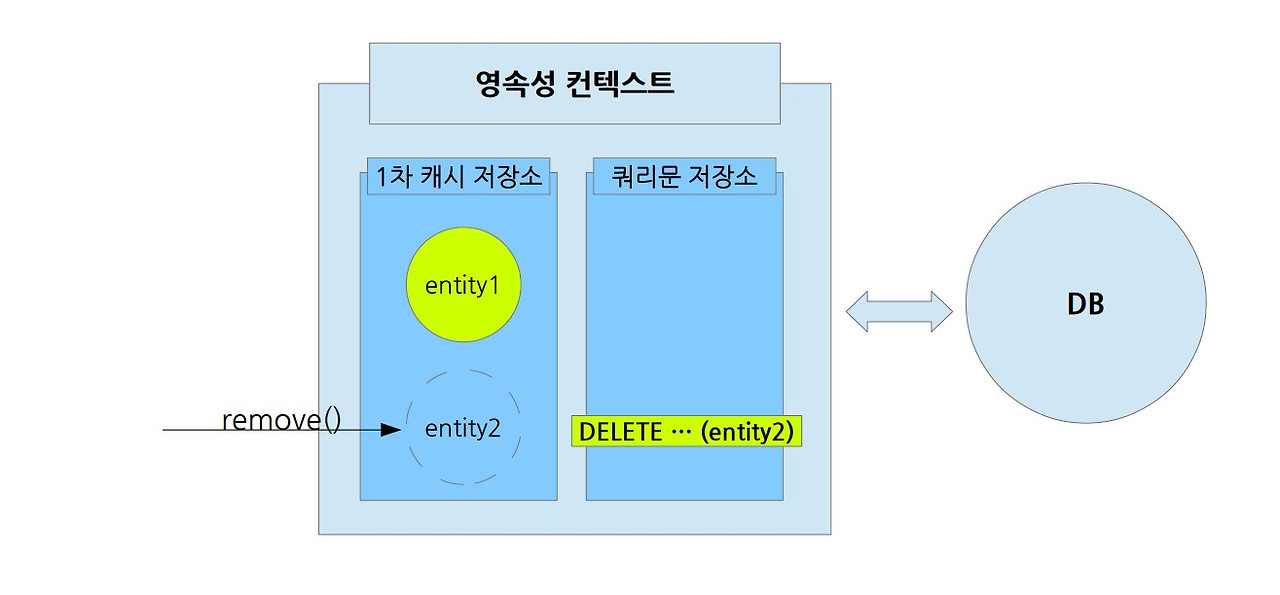 영속성 컨텍스트
1차 캐시 저장소
쿼리문 저장소
entity1
DB
remove()
entity2
DELETE ··· (entity2)